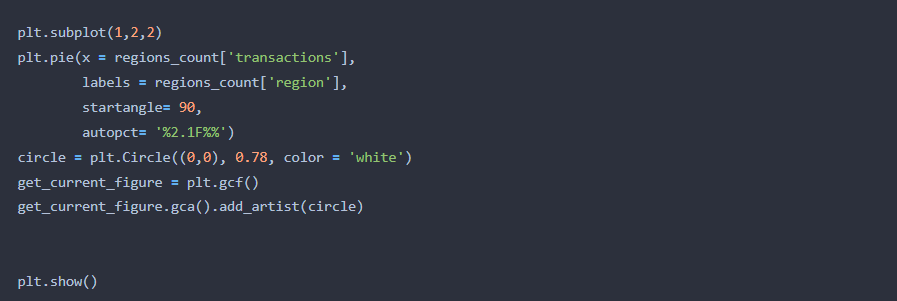 plt.subplot(1,2,2)
plt.pie(x = regions_count['transactions'],
        labels = regions_count['region'],
        startangle= 90,
        autopct= '%2.1F%%')
circle = plt.Circle((0,0), 0.78, color = 'white')
get_current_figure = plt.gcf()
get_current_figure.gca().add_artist(circle)
plt.show()